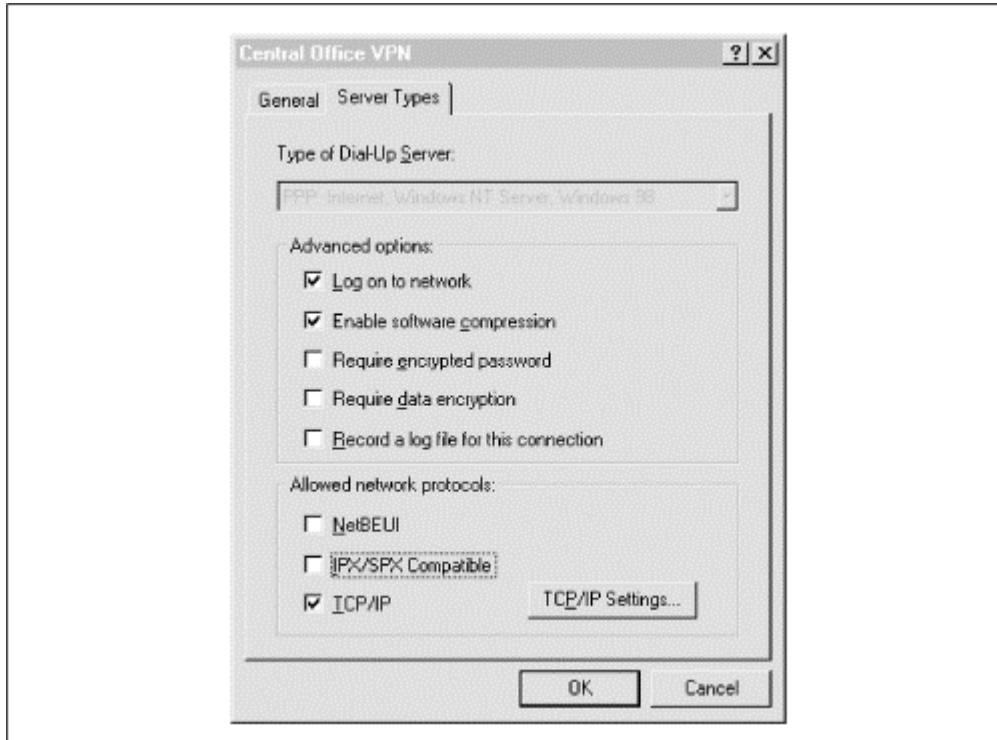 Central Office VPN
General
Server Types
Type of Dial-Up Server:
PPP: Internet, Windows NT Server, Windows 98
Advanced options:
Log on to network
Enable software compression
Require encrypted password
Require data encryption
Record a log file for this connection
Allowed network protocols:
NetBEUI
IPX/SPX Compatible
TCP/IP
TCP/IP Settings...
OK
Cancel